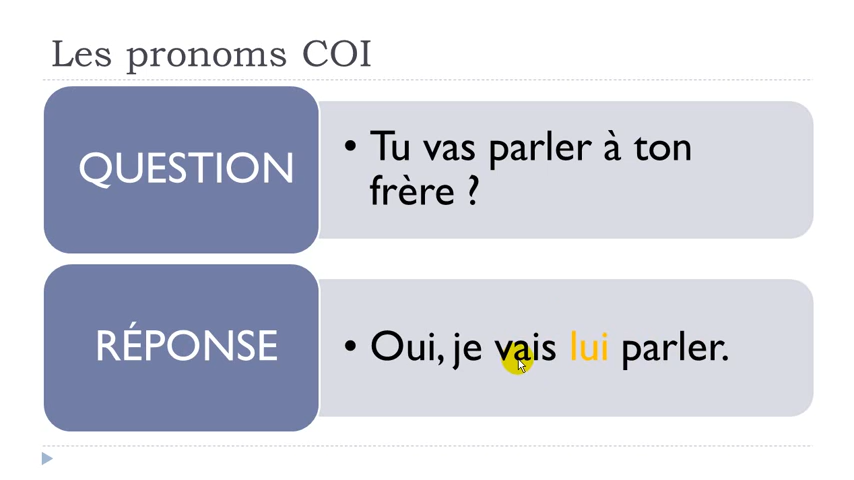 Les pronoms COI
QUESTION
• Tu vas parler à ton
frère ?
RÉPONSE
• Oui, je vais lui parler.